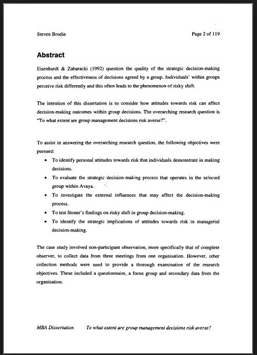 Steven Brodie Page 2 of 119
Abstract
Eisenhardt & Zabaracki (1992) question the quality of the strategic decision-making
process and the effectiveness of decisions agreed by a group. Individuals' within groups
perceive risk differently and this often leads to the phenomenon of risky shift.
The intention of this dissertation is to consider how attitudes towards risk can affect
decision-making outcomes within group decisions. The overarching research question is
"To what extent are group management decisions risk averse?".
To assist in answering the overarching research question, the following objectives were
pursued:
• To identify personal attitudes towards risk that individuals demonstrate in making
decisions.
• To evaluate the strategic decision-making process that operates in the selected
group within Avaya.
• To investigate the external influences that may affect the decision-making
process.
• To test Stoner's findings on risky shift in group decision-making.
• To identify the strategic implications of attitudes towards risk in managerial
decision-making.
The case study involved non-participant observation, more specifically that of complete
observer, to collect data from three meetings from one organisation. However, other
collection methods were used to provide a thorough examination of the research
objectives. These included a questionnaire, a focus group and secondary data from the
organisation.
MBA Dissertation To what extent are group management decisions risk averse?